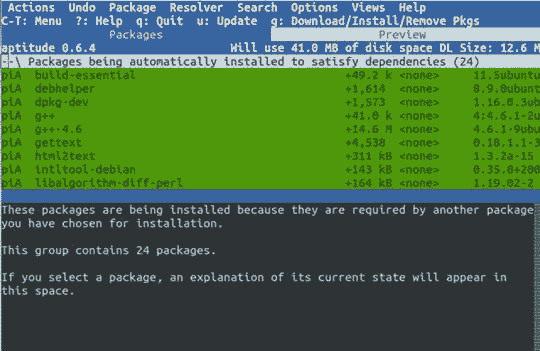 Actions Undo Package Resolver Search Options Views Help
C-T: Menu ?: Help q: Quit u: Update g: Download/Install/Remove Pkgs
Packages Preview
aptitude 0.6.4 Will use 41.0 MB of disk space DL Size: 12.6 M
--\ Packages being automatically installed to satisfy dependencies (24)
piA build-essential +49.2 k <none> 11.5ubuntu
piA debhelper +1,614 <none> 8.9.0ubunt
piA dpkg-dev +1,573 <none> 1.16.0.3ub
piA g++ +41.0 k <none> 4:4.6.1-2u
piA g++-4.6 +14.6 M <none> 4.6.1-9ubu
piA gettext +4,538 <none> 0.18.1.1-3
piA html2text +311 kB <none> 1.3.2a-15
piA intltool-debian +143 kB <none> 0.35.0+200
piA libalgorithm-diff-perl +164 kB <none> 1.19.02-2
These packages are being installed because they are required by another package
you have chosen for installation.
This group contains 24 packages.
If you select a package, an explanation of its current state will appear in
this space.